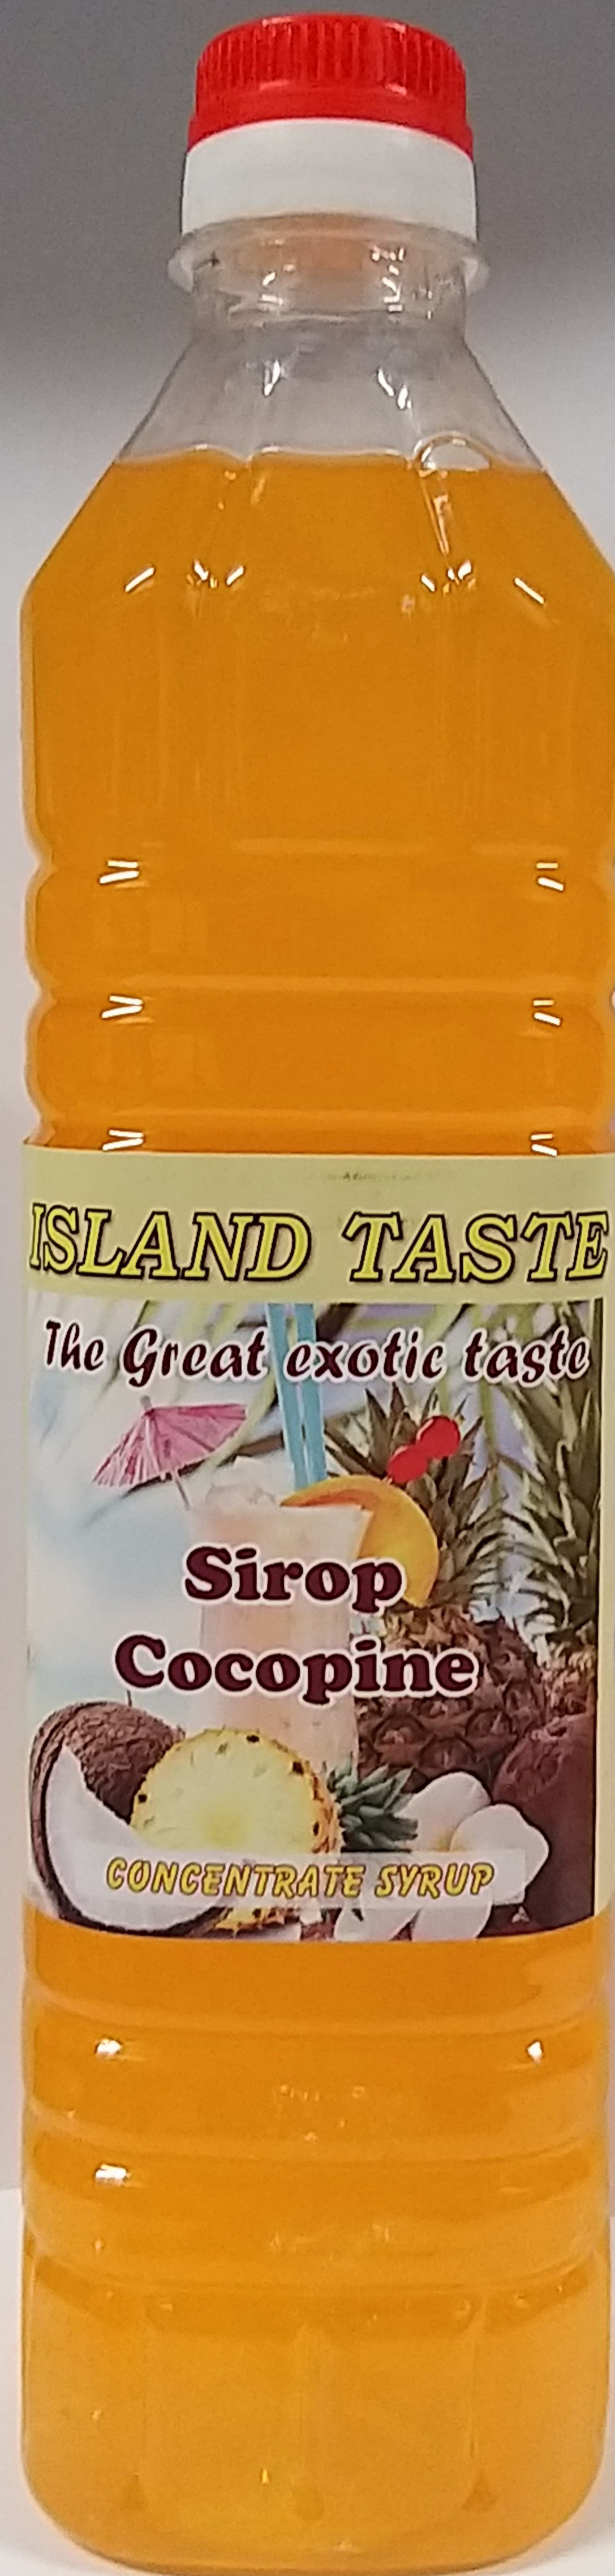 ISLAND TASTE
The Great exotic taste
Sirop
Cocopine
CONCENTRATE SYRUP